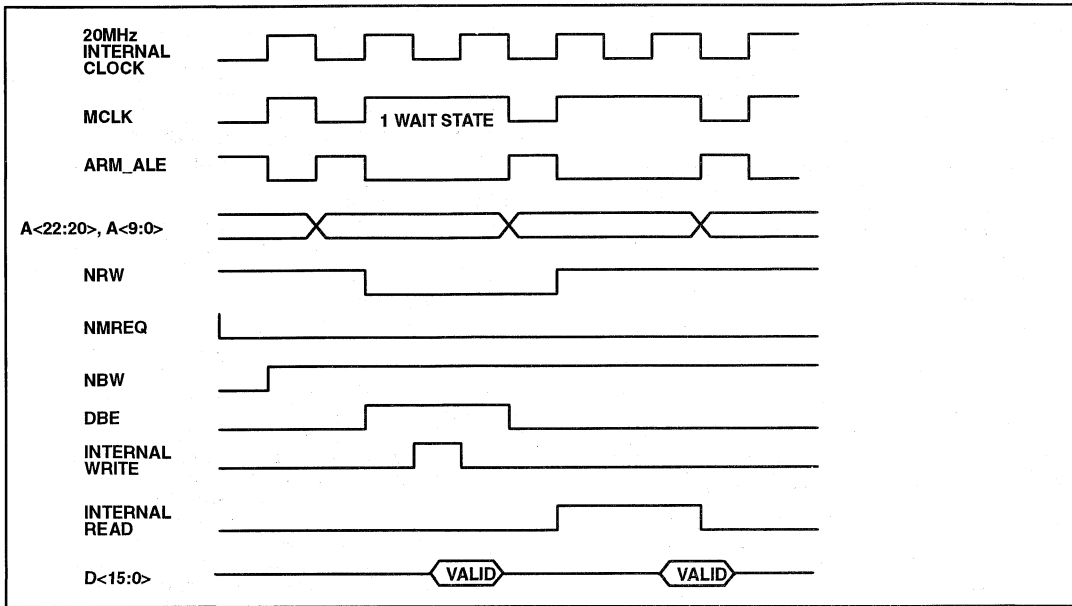 20MHz
INTERNAL
CLOCK
MCLK
1 WAIT STATE
ARM_ALE
A<22:20>, A<9:0>
NRW
NMREQ
NBW
DBE
INTERNAL
WRITE
INTERNAL
READ
D<15:0>
VALID
VALID